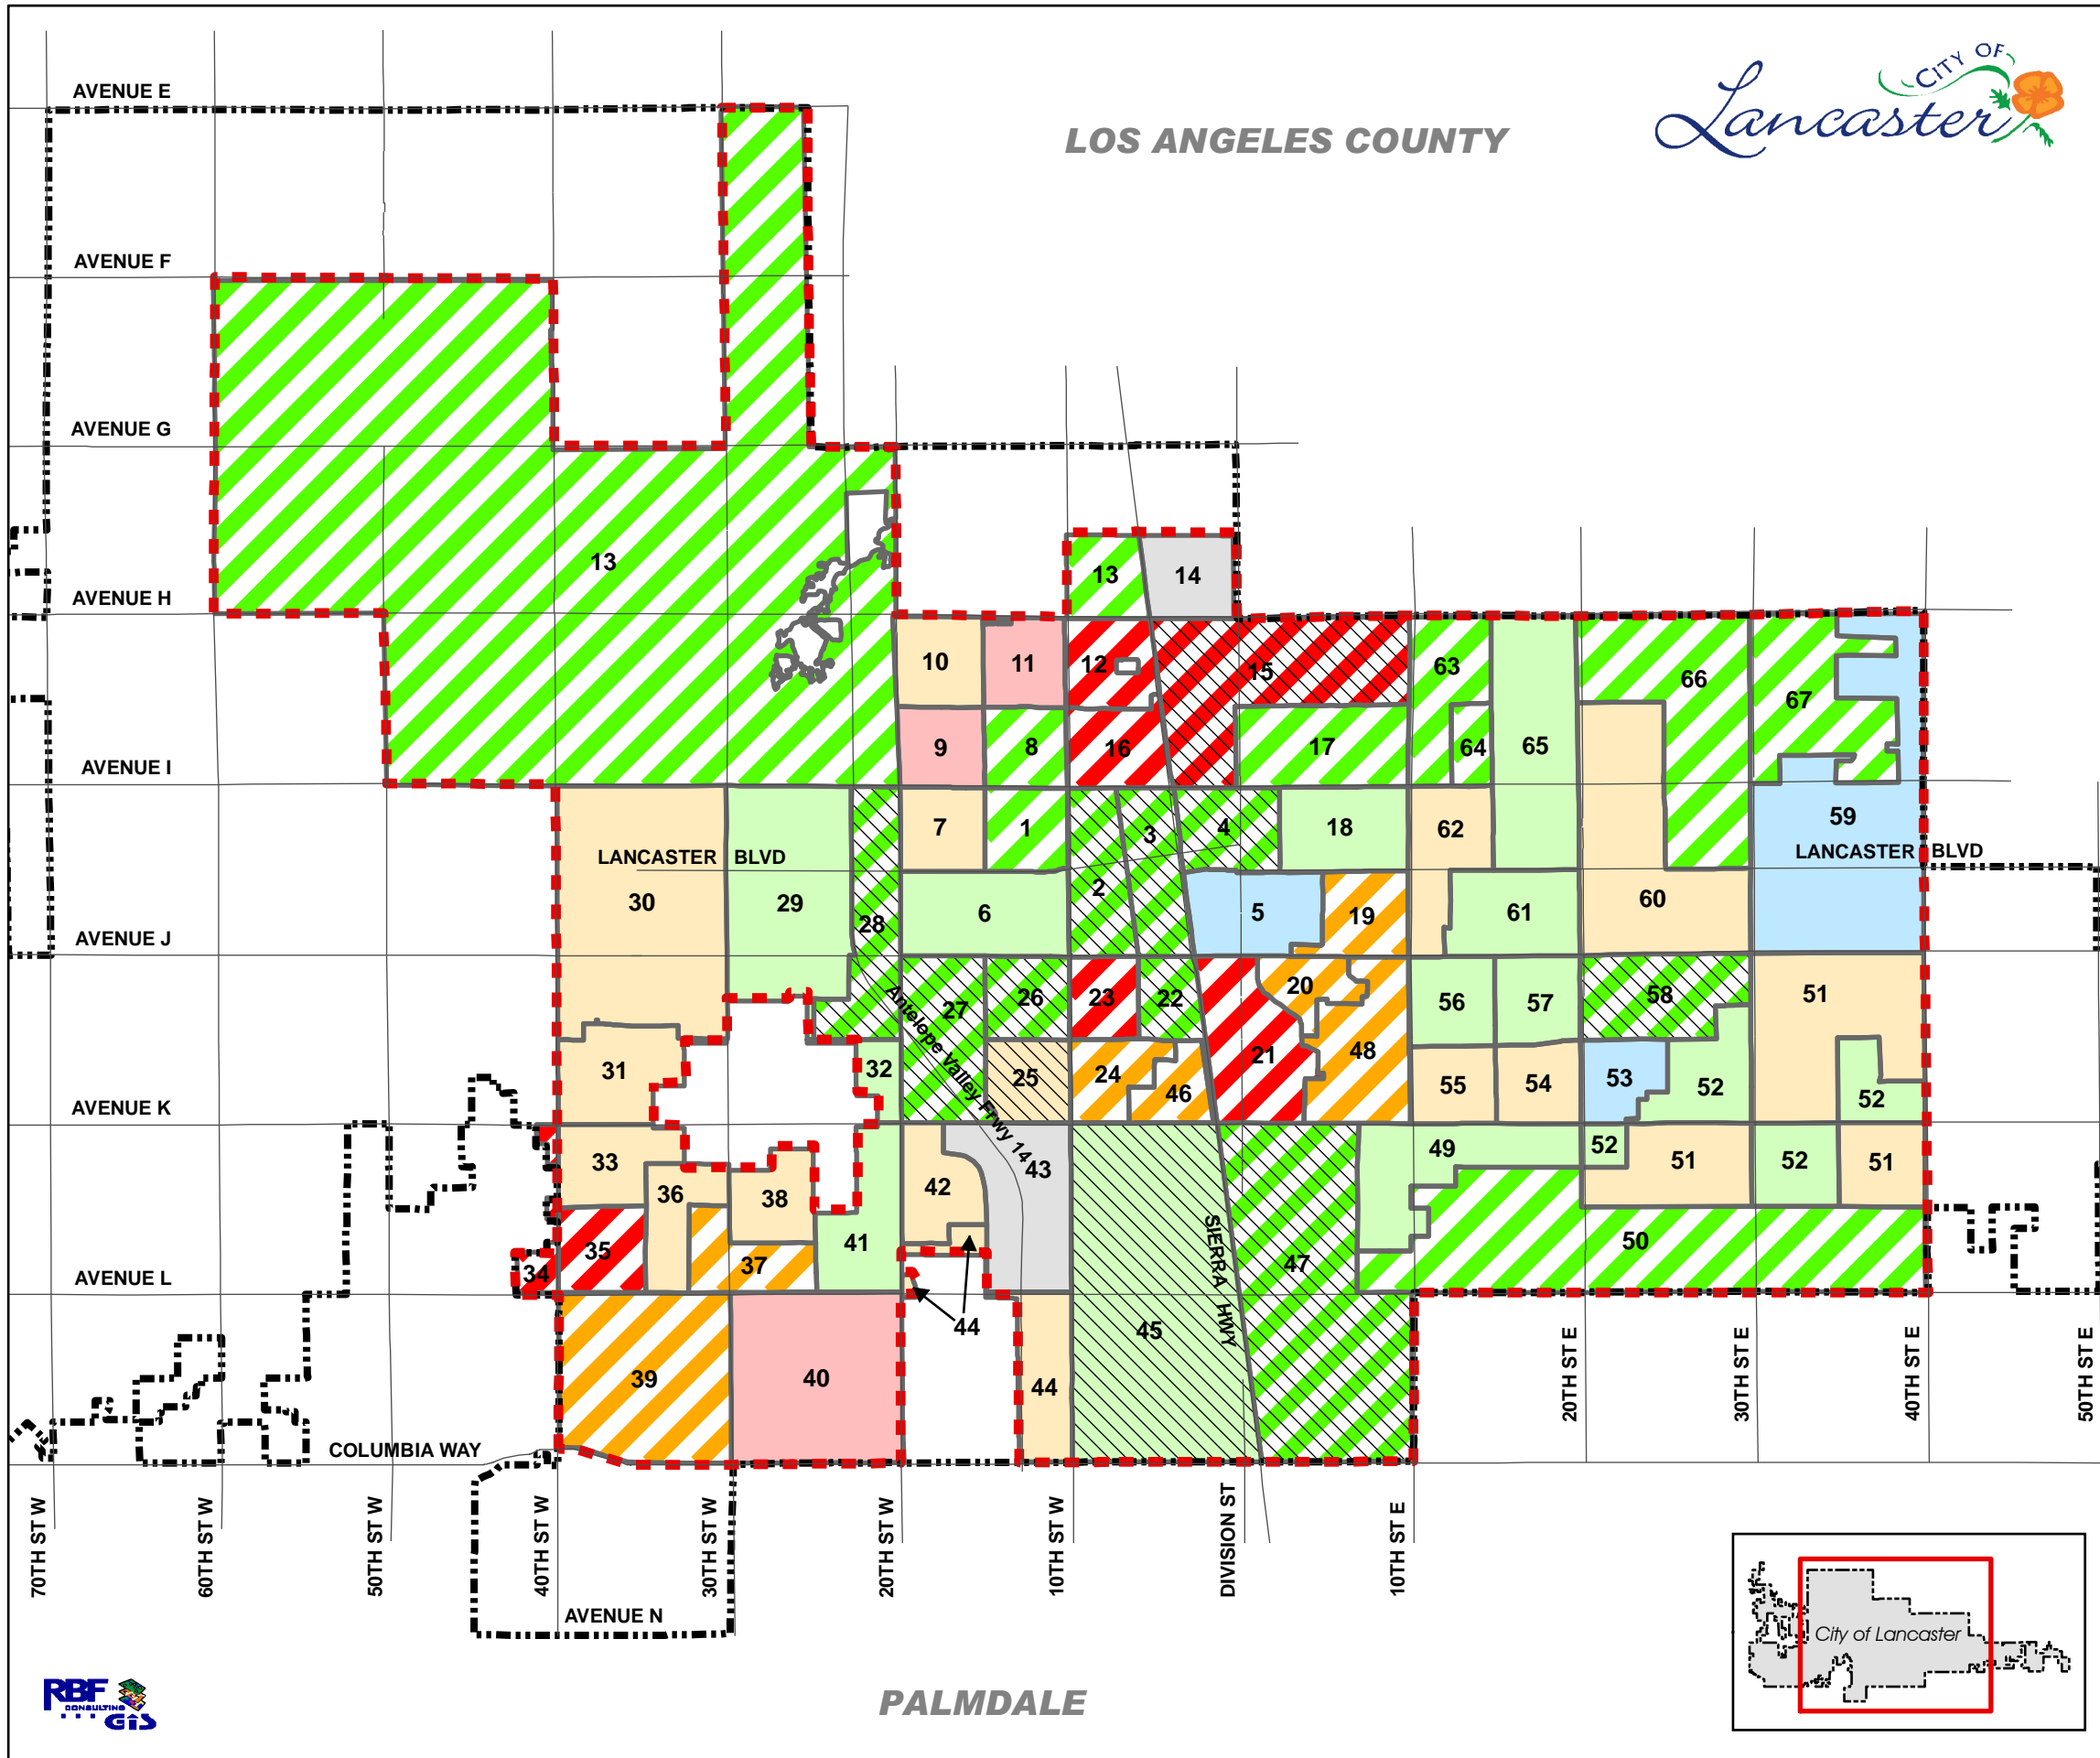 CITY OF
Lancaster
AVENUE E
LOS ANGELES COUNTY
AVENUE F
AVENUE G
13
13
14
AVENUE H
10
11
12
15
63
66
67
9
8
16
17
64
65
AVENUE I
7
1
2
3
4
18
62
59
LANCASTER BLVD
LANCASTER BLVD
30
29
28
6
5
19
61
60
AVENUE J
27
26
23
22
20
56
57
58
51
Antelope Valley Frwy 14
31
32
25
24
46
21
48
55
54
53
52
52
AVENUE K
33
36
38
42
43
49
52
51
52
51
35
34
37
41
SIERRA HWY
47
50
AVENUE L
44
45
39
40
44
COLUMBIA WAY
70TH ST W
60TH ST W
50TH ST W
40TH ST W
30TH ST W
20TH ST W
10TH ST W
DIVISION ST
10TH ST E
20TH ST E
30TH ST E
40TH ST E
50TH ST E
AVENUE N
City of Lancaster
RBF
CONSULTING
GIS
PALMDALE